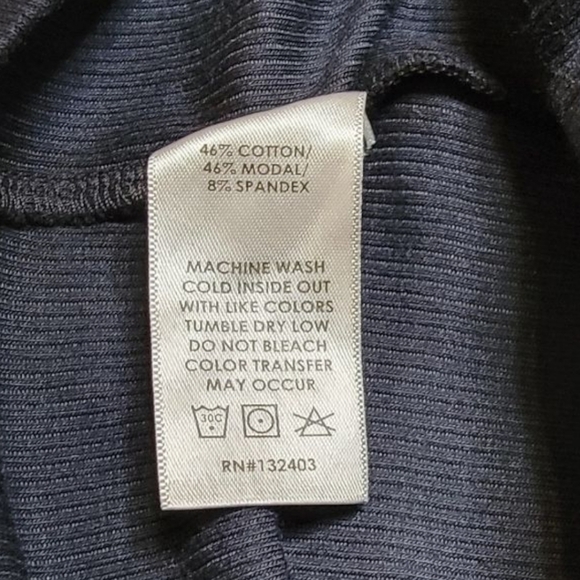 46% COTTON/
46% MODAL/
8% SPANDEX
MACHINE WASH
COLD INSIDE OUT
WITH LIKE COLORS
TUMBLE DRY LOW
DO NOT BLEACH
COLOR TRANSFER
MAY OCCUR
30C
RN#132403